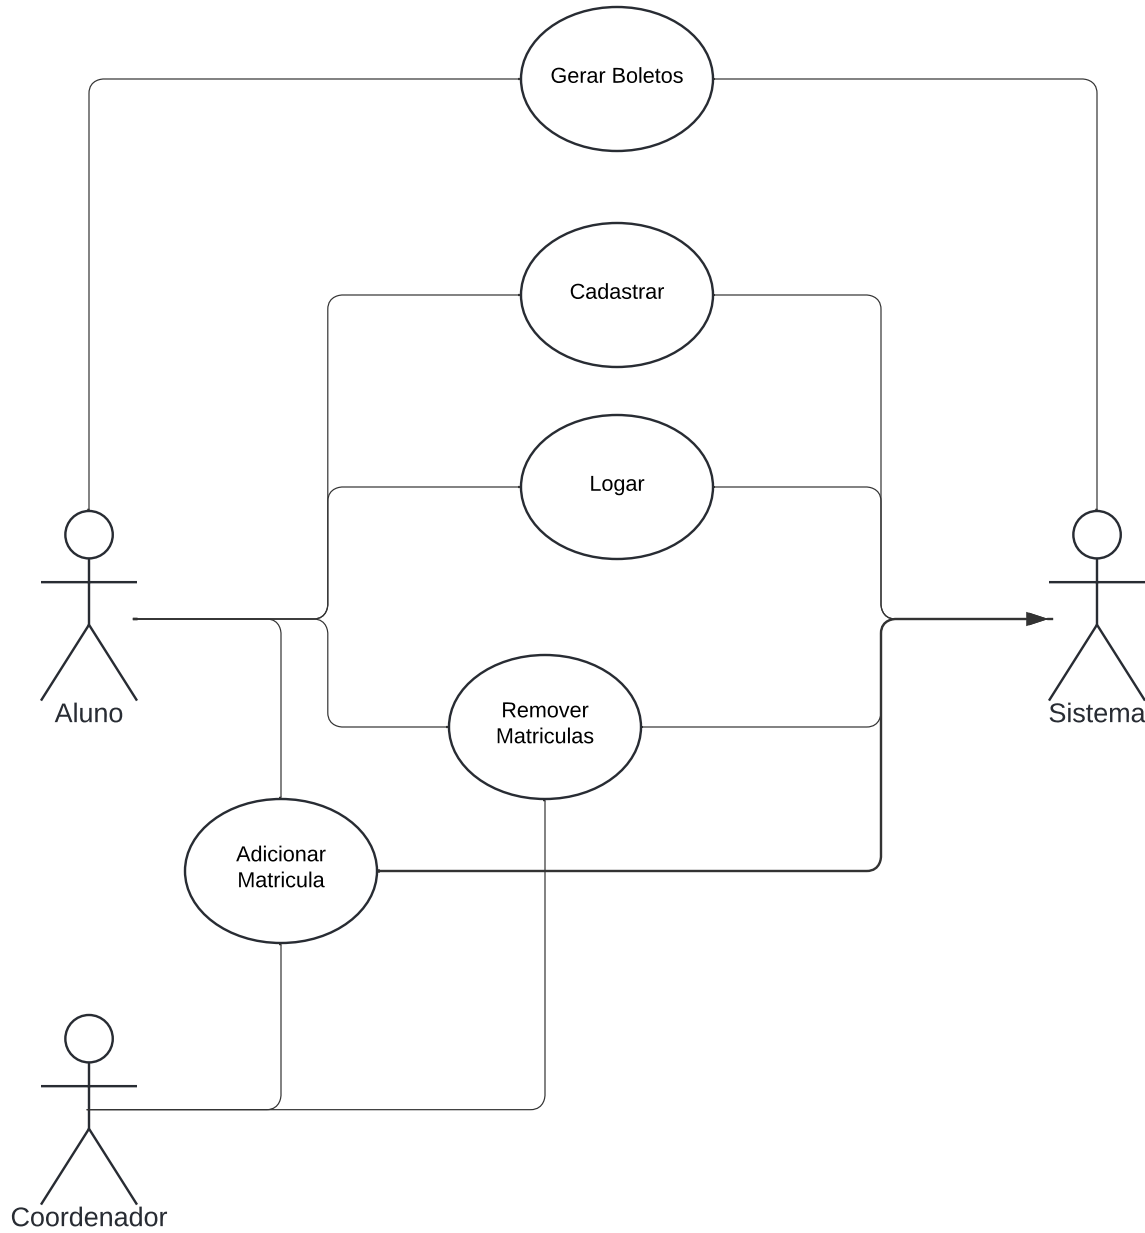 Gerar Boletos
Cadastrar
Logar
Aluno
Sistema
Remover
Matriculas
Adicionar
Matricula
Coordenador